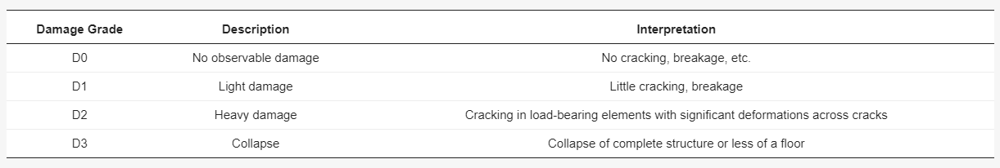 Damage Grade Description Interpretation
D0 No observable damage No cracking, breakage, etc.
D1 Light damage Little cracking, breakage
D2 Heavy damage Cracking in load-bearing elements with significant deformations across cracks
D3 Collapse Collapse of complete structure or less of a floor